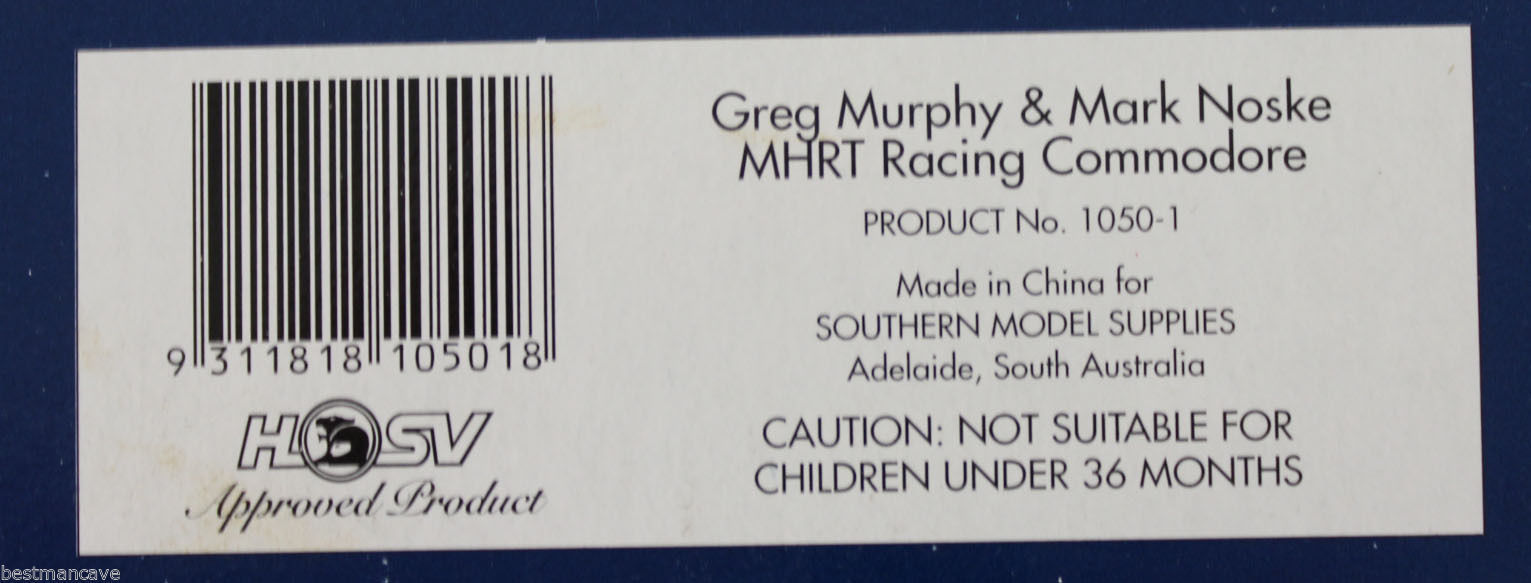 Greg Murphy & Mark Noske
MHRT Racing Commodore
PRODUCT No. 1050-1
Made in China for
SOUTHERN MODEL SUPPLIES
Adelaide, South Australia
CAUTION: NOT SUITABLE FOR
CHILDREN UNDER 36 MONTHS
9 311818 105018
HSV
Approved Product
bestmancave